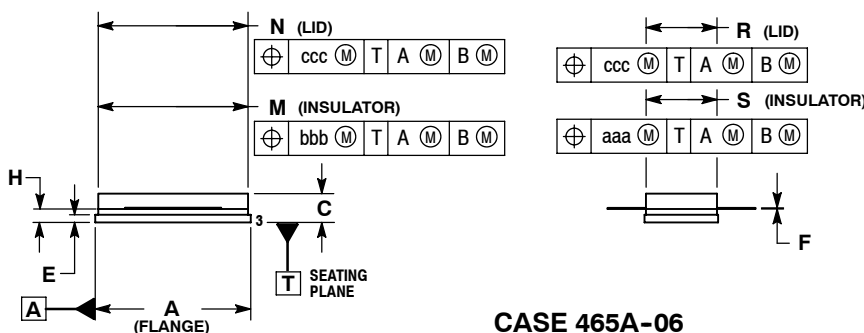 N (LID)
⌖ ccc Ⓜ T A Ⓜ B Ⓜ
M (INSULATOR)
⌖ bbb Ⓜ T A Ⓜ B Ⓜ
R (LID)
⌖ ccc Ⓜ T A Ⓜ B Ⓜ
S (INSULATOR)
⌖ aaa Ⓜ T A Ⓜ B Ⓜ
H
C
3
E
F
T SEATING
PLANE
A
A
(FLANGE)
CASE 465A-06